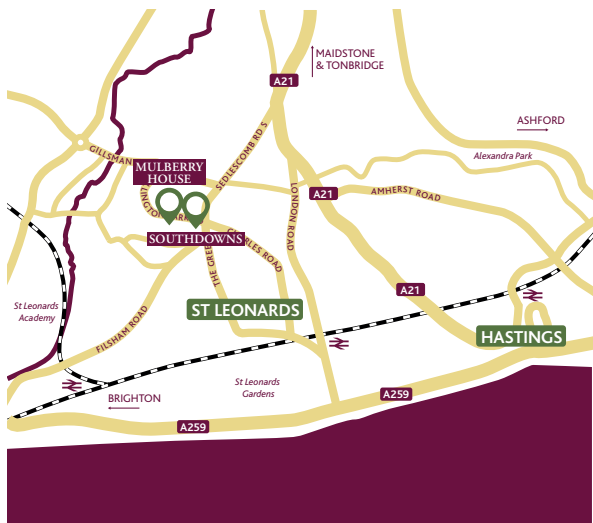 MAIDSTONE
& TONBRIDGE
A21
ASHFORD
SEDLESCOMB RD S
GILLSMAN
Alexandra Park
MULBERRY
HOUSE
LONDON ROAD
A21
AMHERST ROAD
SOUTHDOWNS
CHARLES ROAD
THE GREEN
A21
St Leonards
Academy
ST LEONARDS
FILSHAM ROAD
HASTINGS
St Leonards
Gardens
BRIGHTON
A259
A259